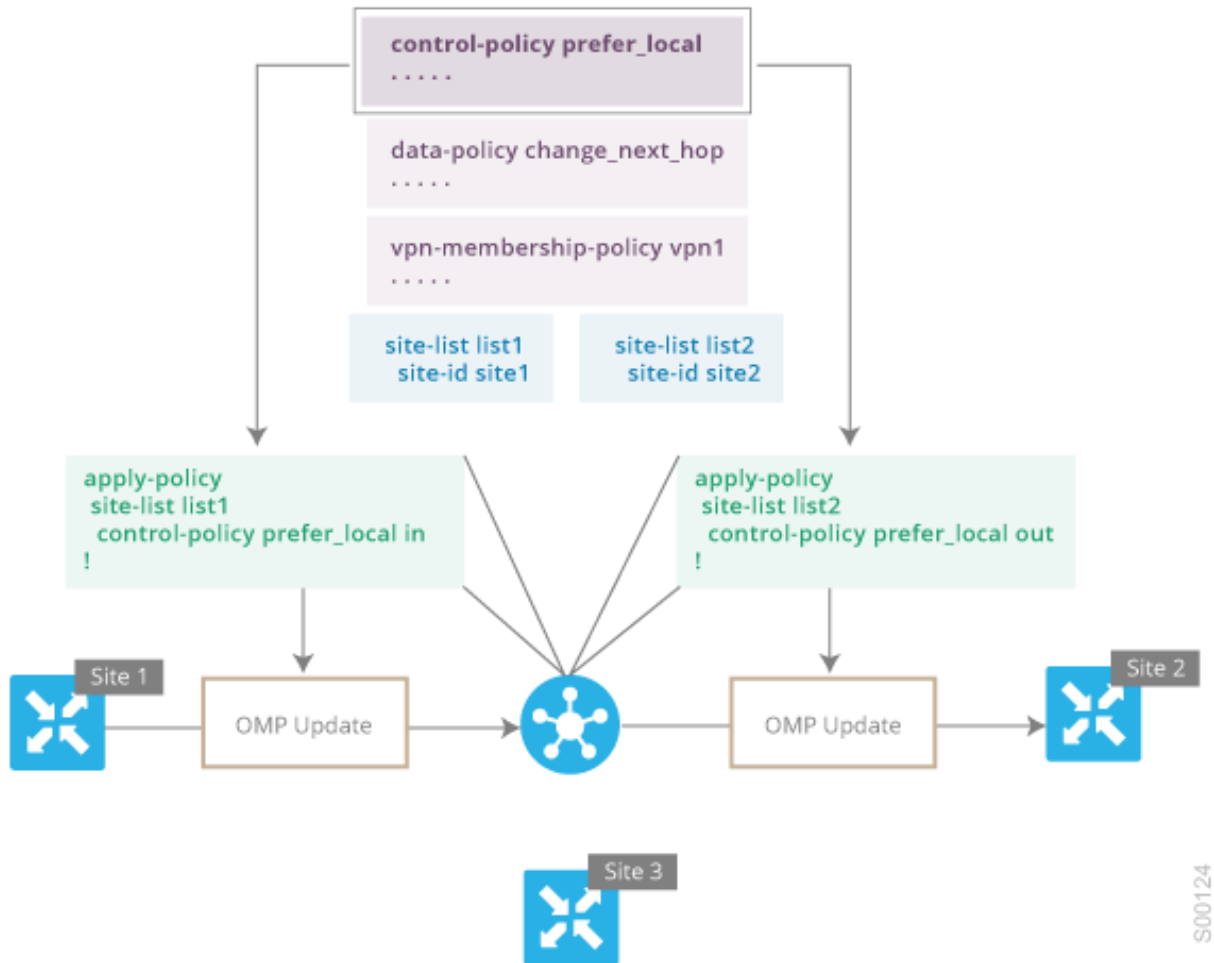 control-policy prefer_local
. . . . .
data-policy change_next_hop
. . . . .
vpn-membership-policy vpn1
. . . . .
site-list list1
site-id site1
site-list list2
site-id site2
apply-policy
site-list list1
control-policy prefer_local in
!
apply-policy
site-list list2
control-policy prefer_local out
!
Site 1
OMP Update
OMP Update
Site 2
Site 3
S00124